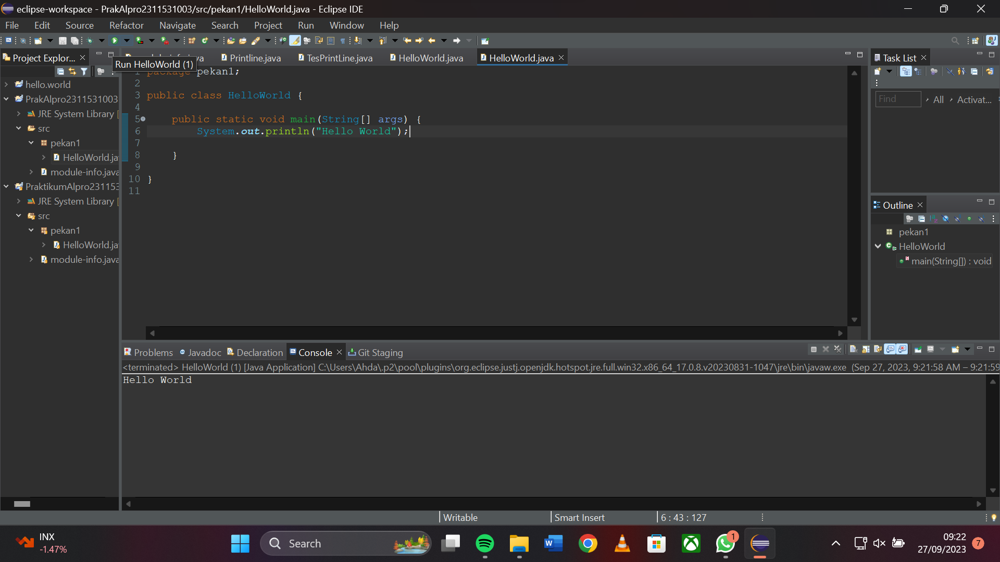 eclipse-workspace - PrakAlpro2311531003/src/pekan1/HelloWorld.java - Eclipse IDE
File Edit Source Refactor Navigate Search Project Run Window Help
Project Explor...
Run HelloWorld (1)
Printline.java
TesPrintLine.java
HelloWorld.java
HelloWorld.java
hello.world
PrakAlpro2311531003
JRE System Library [
src
pekan1
HelloWorld.ja
module-info.java
PraktikumAlpro231153
JRE System Library [
src
pekan1
HelloWorld.ja
module-info.java
1 package pekan1;
2
3 public class HelloWorld {
4
5 public static void main(String[] args) {
6 System.out.println("Hello World");
7
8 }
9
10 }
11
Task List
Find All Activat...
Outline
pekan1
HelloWorld
main(String[]) : void
Problems Javadoc Declaration Console Git Staging
<terminated> HelloWorld (1) [Java Application] C:\Users\Ahda\.p2\pool\plugins\org.eclipse.justj.openjdk.hotspot.jre.full.win32.x86_64_17.0.8.v20230831-1047\jre\bin\javaw.exe (Sep 27, 2023, 9:21:58 AM – 9:21:59
Hello World
Writable Smart Insert 6 : 43 : 127
INX
-1.47%
Search
1
09:22
27/09/2023
7